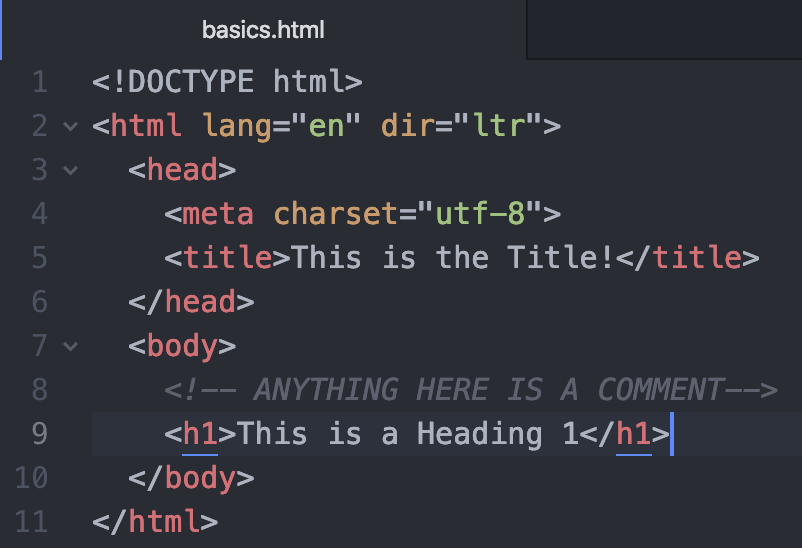 basics.html
1 <!DOCTYPE html>
2 <html lang="en" dir="ltr">
3 <head>
4 <meta charset="utf-8">
5 <title>This is the Title!</title>
6 </head>
7 <body>
8 <!-- ANYTHING HERE IS A COMMENT-->
9 <h1>This is a Heading 1</h1>
10 </body>
11 </html>